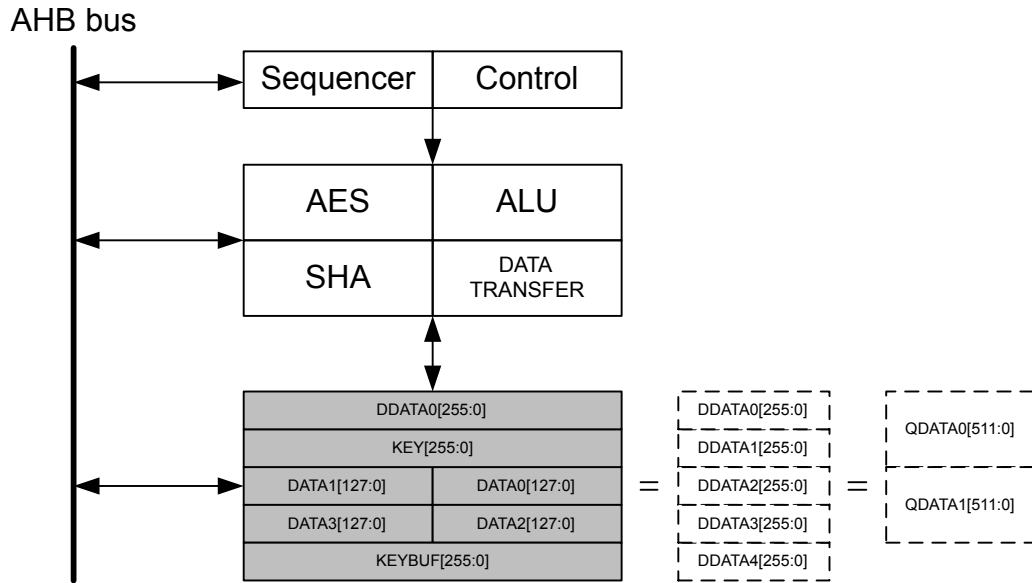 AHB bus
Sequencer
Control
AES
ALU
SHA
DATA
TRANSFER
DDATA0[255:0]
KEY[255:0]
DATA1[127:0]
DATA0[127:0]
DATA3[127:0]
DATA2[127:0]
KEYBUF[255:0]
=
DDATA0[255:0]
DDATA1[255:0]
DDATA2[255:0]
DDATA3[255:0]
DDATA4[255:0]
=
QDATA0[511:0]
QDATA1[511:0]